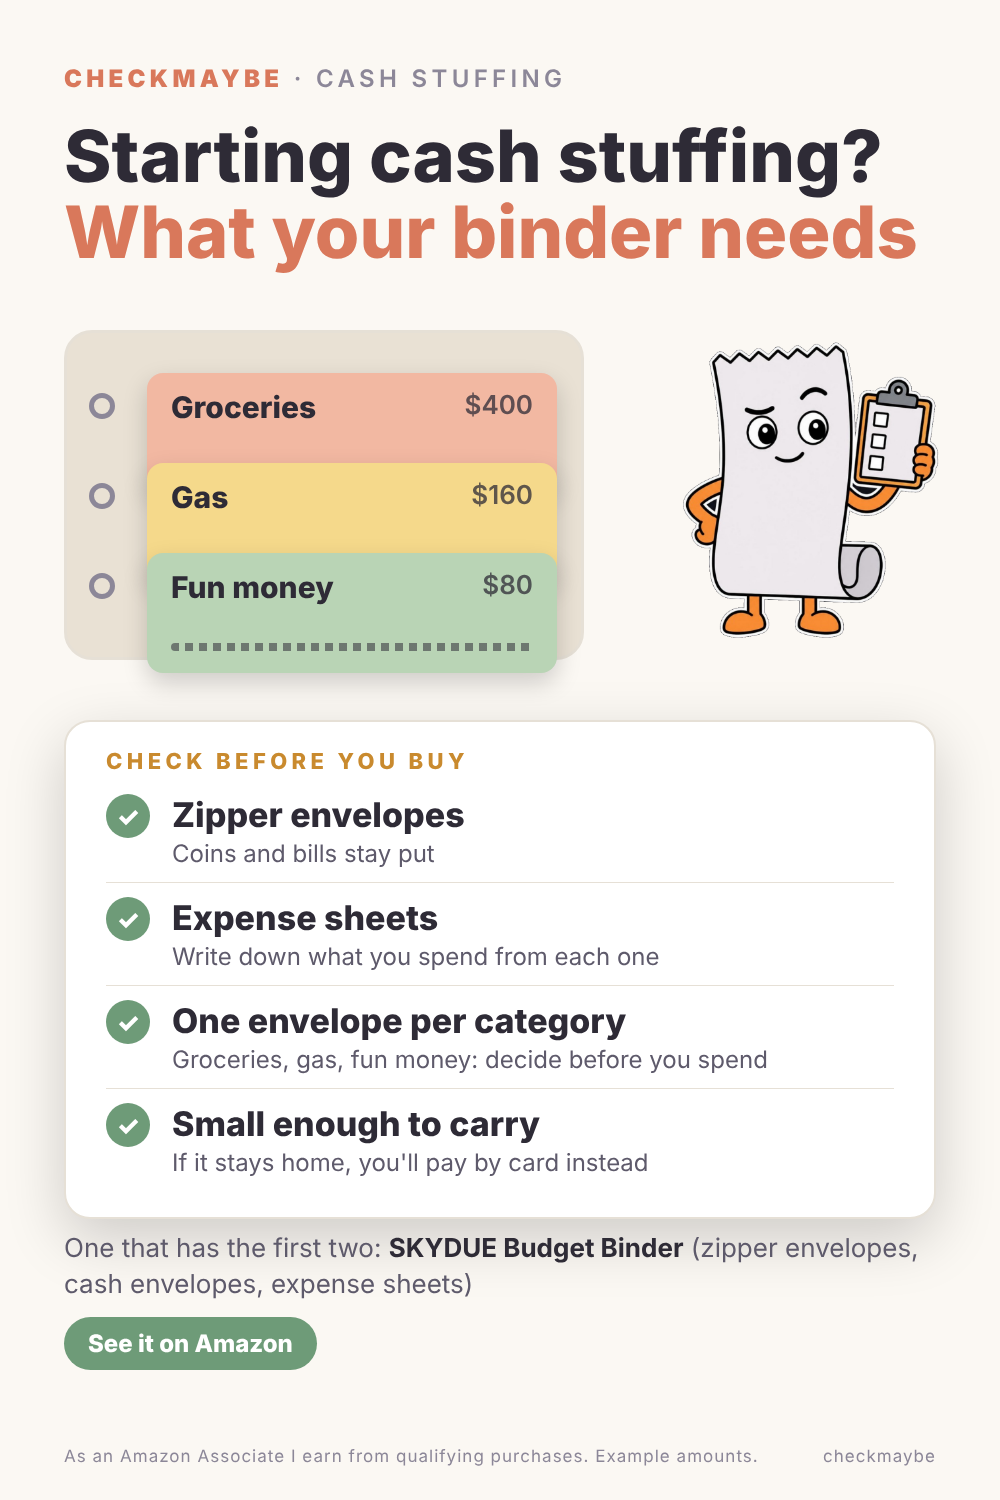 CHECKMAYBE · CASH STUFFING
Starting cash stuffing?
What your binder needs
Groceries $400
Gas $160
Fun money $80
CHECK BEFORE YOU BUY
Zipper envelopes
Coins and bills stay put
Expense sheets
Write down what you spend from each one
One envelope per category
Groceries, gas, fun money: decide before you spend
Small enough to carry
If it stays home, you'll pay by card instead
One that has the first two: SKYDUE Budget Binder (zipper envelopes,
cash envelopes, expense sheets)
See it on Amazon
As an Amazon Associate I earn from qualifying purchases. Example amounts. checkmaybe